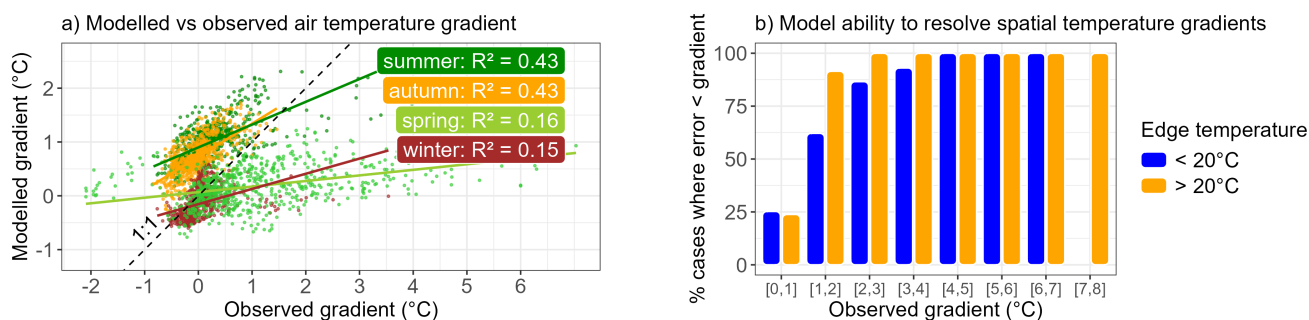 a) Modelled vs observed air temperature gradient
Modelled gradient (°C)
2
1
0
-1
summer: R² = 0.43
autumn: R² = 0.43
spring: R² = 0.16
winter: R² = 0.15
1:1
-2 -1 0 1 2 3 4 5 6
Observed gradient (°C)
b) Model ability to resolve spatial temperature gradients
% cases where error < gradient
100
75
50
25
0
[0,1] [1,2] [2,3] [3,4] [4,5] [5,6] [6,7] [7,8]
Observed gradient (°C)
Edge temperature
< 20°C
> 20°C